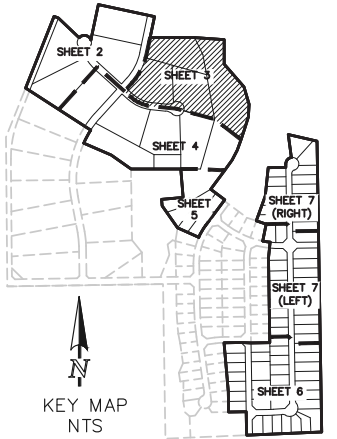 SHEET 2
SHEET 3
SHEET 4
SHEET
5
SHEET 7
(RIGHT)
SHEET 7
(LEFT)
SHEET 6
N
KEY MAP
NTS